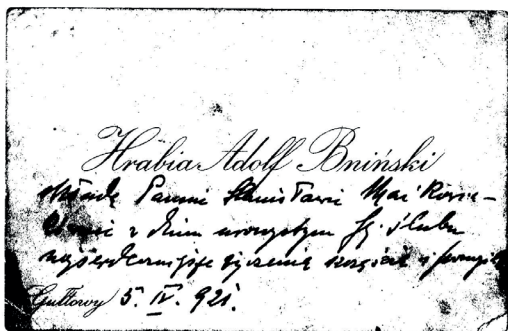 Hrabia Adolf Bniński
składa Pannie Stanisławie
z dniem uroczystym Jej ślubu
najserdeczniejsze życzenia szczęścia i
Gułtowy 5. IV. 921.